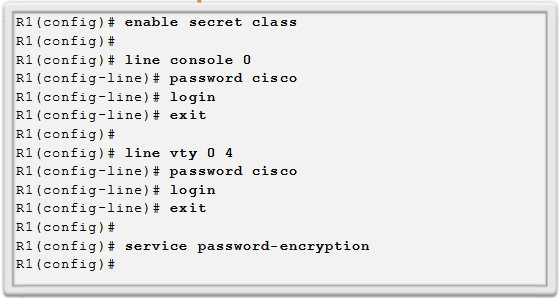 R1(config)# enable secret class
R1(config)#
R1(config)# line console 0
R1(config-line)# password cisco
R1(config-line)# login
R1(config-line)# exit
R1(config)#
R1(config)# line vty 0 4
R1(config-line)# password cisco
R1(config-line)# login
R1(config-line)# exit
R1(config)#
R1(config)# service password-encryption
R1(config)#